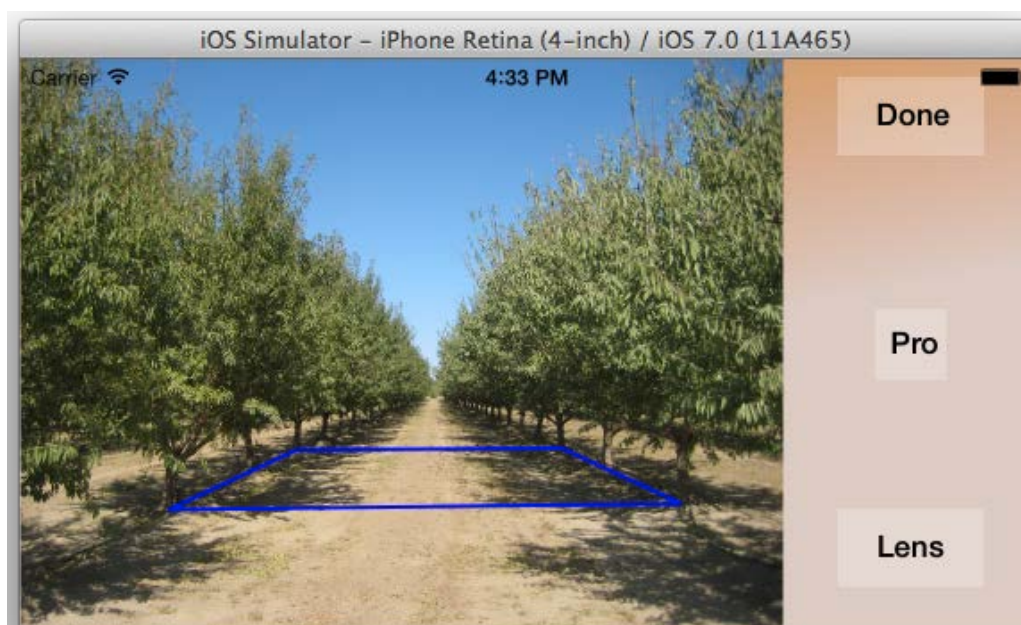 iOS Simulator – iPhone Retina (4-inch) / iOS 7.0 (11A465)
Carrier 4:33 PM
Done
Pro
Lens